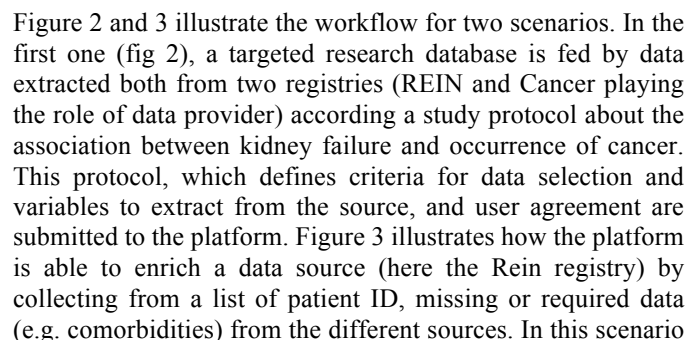 Figure 2 and 3 illustrate the workflow for two scenarios. In the
first one (fig 2), a targeted research database is fed by data
extracted both from two registries (REIN and Cancer playing
the role of data provider) according a study protocol about the
association between kidney failure and occurrence of cancer.
This protocol, which defines criteria for data selection and
variables to extract from the source, and user agreement are
submitted to the platform. Figure 3 illustrates how the platform
is able to enrich a data source (here the Rein registry) by
collecting from a list of patient ID, missing or required data
(e.g. comorbidities) from the different sources. In this scenario